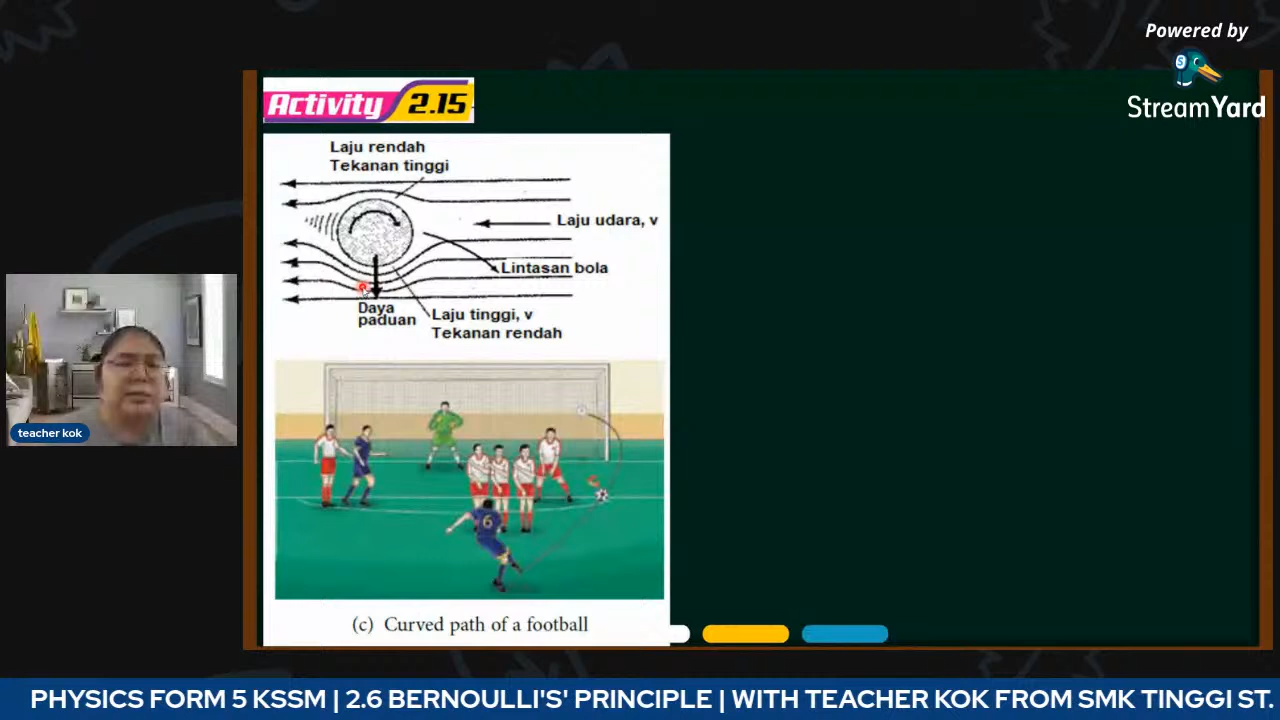 Powered by
StreamYard
Activity 2.15
Laju rendah
Tekanan tinggi
Laju udara, v
Lintasan bola
Daya
paduan
Laju tinggi, v
Tekanan rendah
6
(c) Curved path of a football
teacher kok
PHYSICS FORM 5 KSSM | 2.6 BERNOULLI'S' PRINCIPLE | WITH TEACHER KOK FROM SMK TINGGI ST.